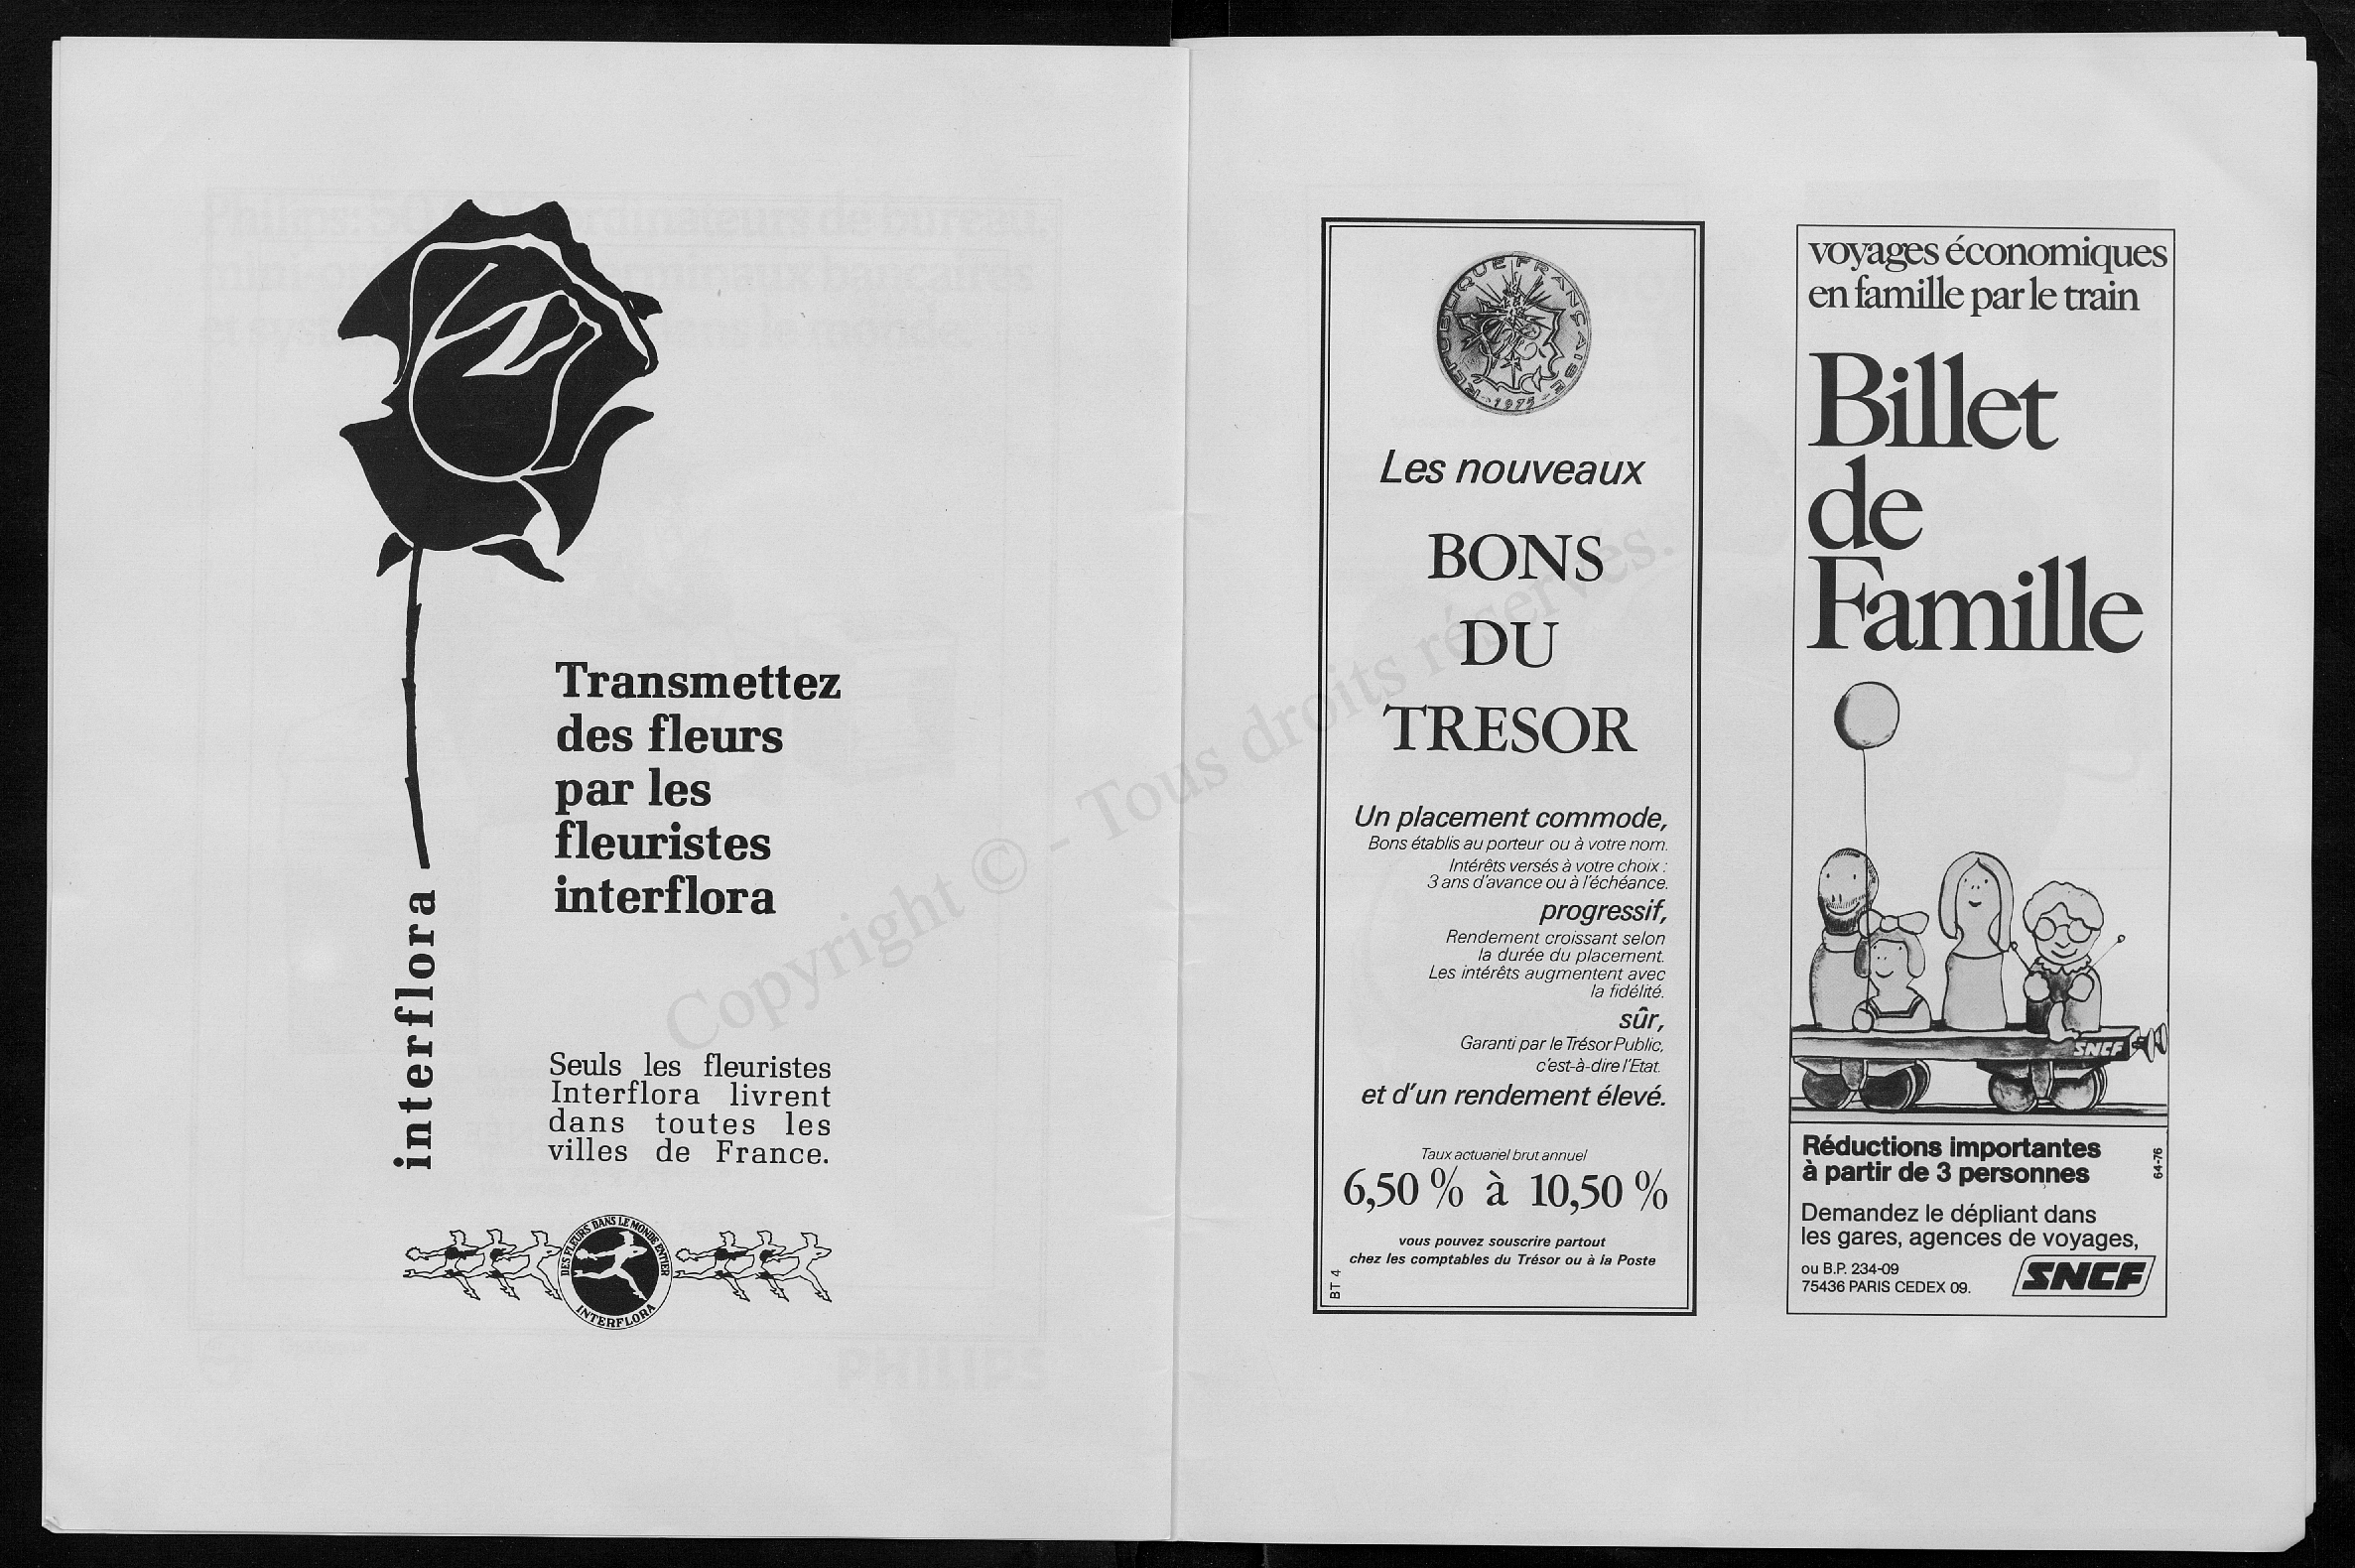 Transmettez
des fleurs
par les
fleuristes
interflora
interflora
Seuls les fleuristes
Interflora livrent
dans toutes les
villes de France.
DES FLEURS DANS LE MONDE ENTIER
INTERFLORA
PHILIPS
REPUBLIQUE FRANÇAISE
1975
Les nouveaux
BONS
DU
TRESOR
Un placement commode,
Bons établis au porteur ou à votre nom.
Intérêts versés à votre choix :
3 ans d'avance ou à l'échéance.
progressif,
Rendement croissant selon
la durée du placement.
Les intérêts augmentent avec
la fidélité.
sûr,
Garanti par le Trésor Public,
c'est-à-dire l'Etat.
et d'un rendement élevé.
Taux actuariel brut annuel
6,50 % à 10,50 %
vous pouvez souscrire partout
chez les comptables du Trésor ou à la Poste
BT 4
voyages économiques
en famille par le train
Billet
de
Famille
SNCF
Réductions importantes
à partir de 3 personnes
64-76
Demandez le dépliant dans
les gares, agences de voyages,
ou B.P. 234-09
75436 PARIS CEDEX 09.
SNCF
Copyright © - Tous droits réservés.